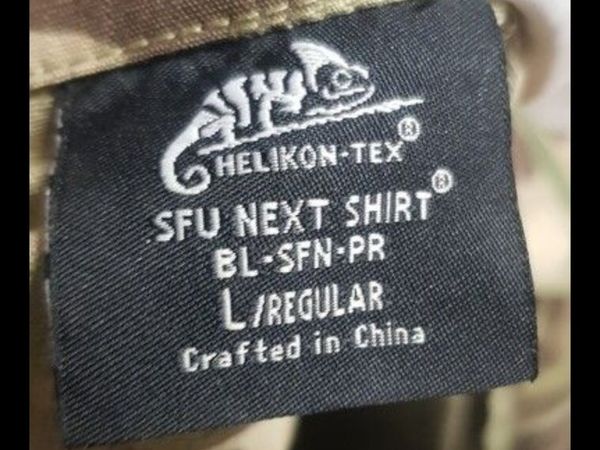 HELIKON-TEX®
SFU NEXT SHIRT®
BL-SFN-PR
L/REGULAR
Crafted in China